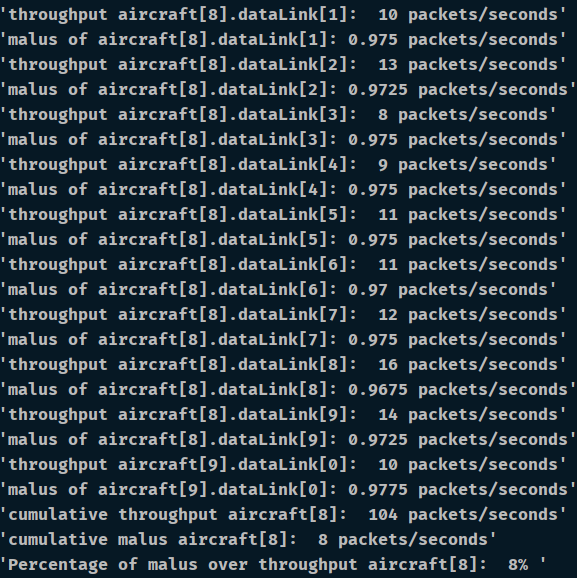 'throughput aircraft[8].dataLink[1]:  10 packets/seconds'
'malus of aircraft[8].dataLink[1]: 0.975 packets/seconds'
'throughput aircraft[8].dataLink[2]:  13 packets/seconds'
'malus of aircraft[8].dataLink[2]: 0.9725 packets/seconds'
'throughput aircraft[8].dataLink[3]:  8 packets/seconds'
'malus of aircraft[8].dataLink[3]: 0.975 packets/seconds'
'throughput aircraft[8].dataLink[4]:  9 packets/seconds'
'malus of aircraft[8].dataLink[4]: 0.975 packets/seconds'
'throughput aircraft[8].dataLink[5]:  11 packets/seconds'
'malus of aircraft[8].dataLink[5]: 0.975 packets/seconds'
'throughput aircraft[8].dataLink[6]:  11 packets/seconds'
'malus of aircraft[8].dataLink[6]: 0.97 packets/seconds'
'throughput aircraft[8].dataLink[7]:  12 packets/seconds'
'malus of aircraft[8].dataLink[7]: 0.975 packets/seconds'
'throughput aircraft[8].dataLink[8]:  16 packets/seconds'
'malus of aircraft[8].dataLink[8]: 0.9675 packets/seconds'
'throughput aircraft[8].dataLink[9]:  14 packets/seconds'
'malus of aircraft[8].dataLink[9]: 0.9725 packets/seconds'
'throughput aircraft[9].dataLink[0]:  10 packets/seconds'
'malus of aircraft[9].dataLink[0]: 0.9775 packets/seconds'
'cumulative throughput aircraft[8]:  104 packets/seconds'
'cumulative malus aircraft[8]:  8 packets/seconds'
'Percentage of malus over throughput aircraft[8]:  8% '